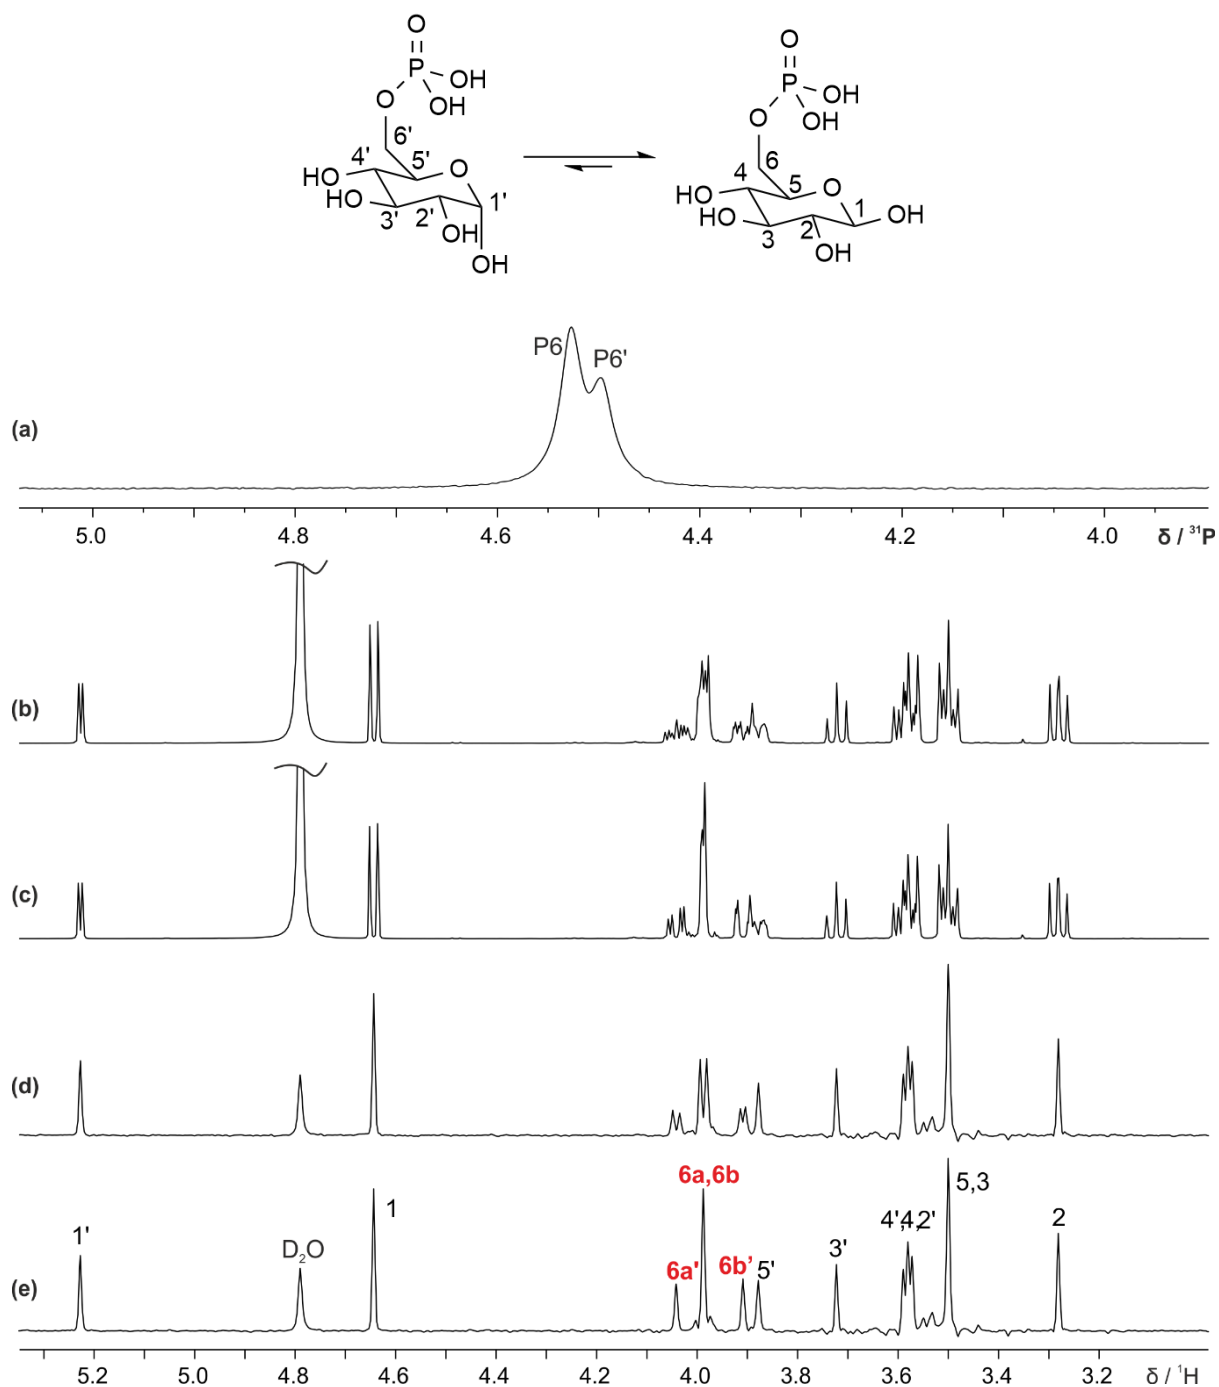 O
P OH
OH
O
6'
4' 5' O
HO 1'
HO 3' 2'
OH
OH
O
P OH
OH
O
6
4 5 O 1
HO OH
HO 3 2
OH
P6 P6'
(a)
5.0 4.8 4.6 4.4 4.2 4.0 δ / ³¹P
(b)
(c)
(d)
(e)
6a,6b
1' 1 5,3
D₂O 4',4,2' 2
6a' 6b' 5' 3'
5.2 5.0 4.8 4.6 4.4 4.2 4.0 3.8 3.6 3.4 3.2 δ / ¹H